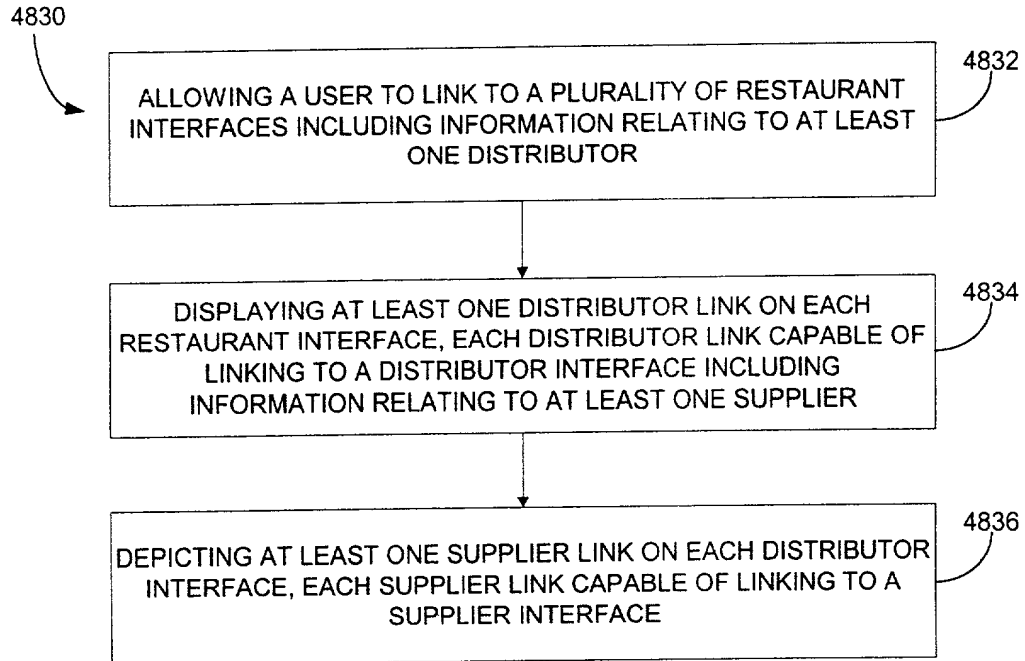 4830
4832
ALLOWING A USER TO LINK TO A PLURALITY OF RESTAURANT
INTERFACES INCLUDING INFORMATION RELATING TO AT LEAST
ONE DISTRIBUTOR
4834
DISPLAYING AT LEAST ONE DISTRIBUTOR LINK ON EACH
RESTAURANT INTERFACE, EACH DISTRIBUTOR LINK CAPABLE OF
LINKING TO A DISTRIBUTOR INTERFACE INCLUDING
INFORMATION RELATING TO AT LEAST ONE SUPPLIER
4836
DEPICTING AT LEAST ONE SUPPLIER LINK ON EACH DISTRIBUTOR
INTERFACE, EACH SUPPLIER LINK CAPABLE OF LINKING TO A
SUPPLIER INTERFACE